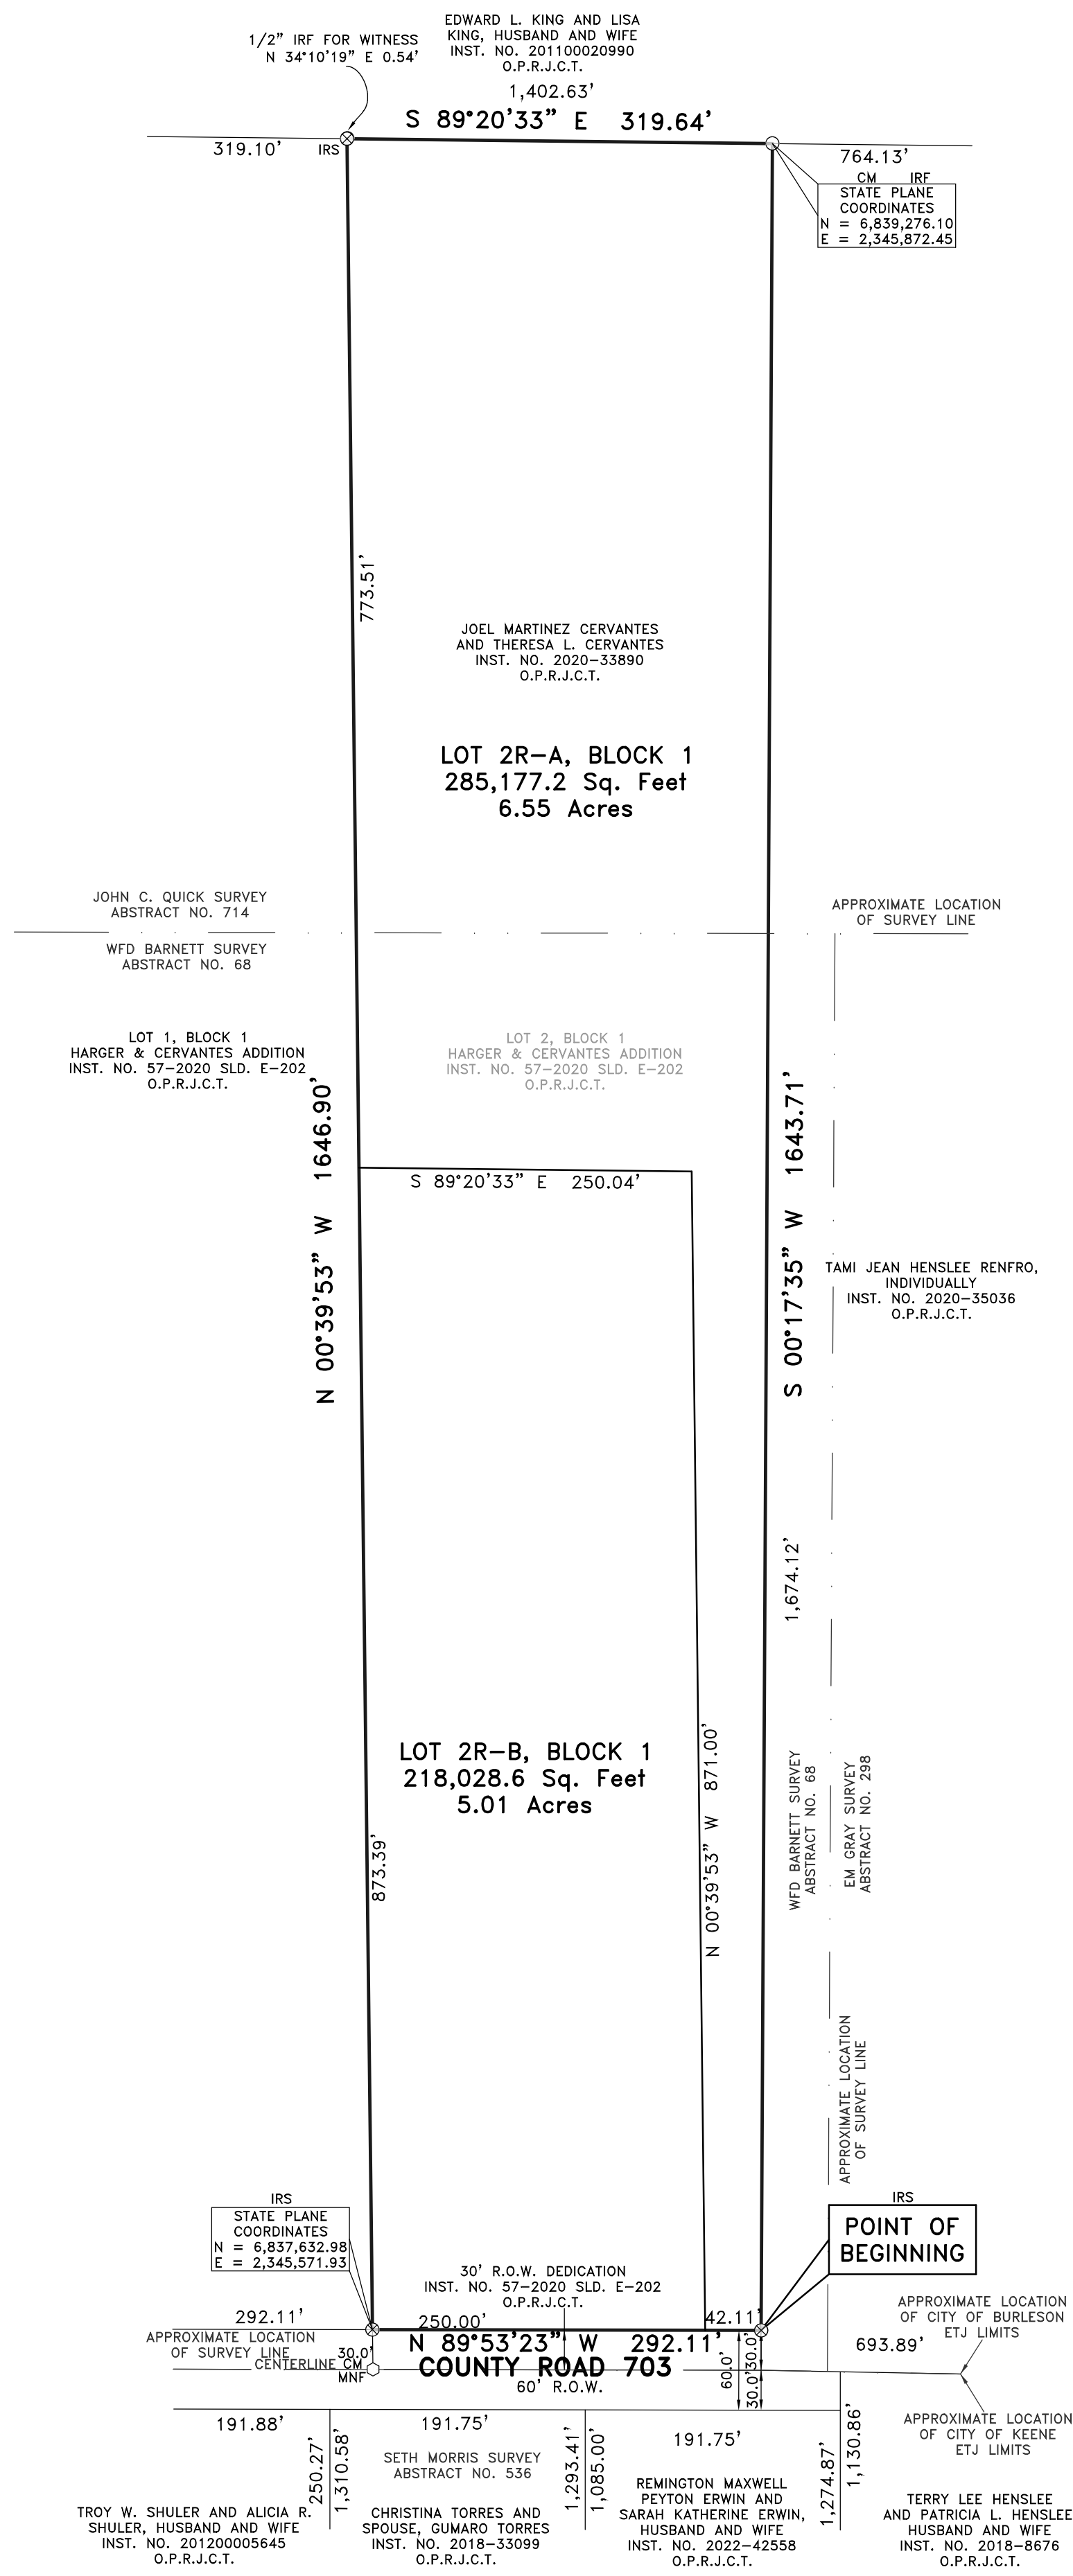 EDWARD L. KING AND LISA
KING, HUSBAND AND WIFE
INST. NO. 201100020990
O.P.R.J.C.T.
1/2" IRF FOR WITNESS
N 34°10'19" E 0.54'
1,402.63'
S 89°20'33" E 319.64'
319.10'
IRS
764.13'
CM IRF
STATE PLANE
COORDINATES
N = 6,839,276.10
E = 2,345,872.45
773.51'
JOEL MARTINEZ CERVANTES
AND THERESA L. CERVANTES
INST. NO. 2020-33890
O.P.R.J.C.T.
LOT 2R-A, BLOCK 1
285,177.2 Sq. Feet
6.55 Acres
JOHN C. QUICK SURVEY
ABSTRACT NO. 714
APPROXIMATE LOCATION
OF SURVEY LINE
WFD BARNETT SURVEY
ABSTRACT NO. 68
LOT 1, BLOCK 1
HARGER & CERVANTES ADDITION
INST. NO. 57-2020 SLD. E-202
O.P.R.J.C.T.
LOT 2, BLOCK 1
HARGER & CERVANTES ADDITION
INST. NO. 57-2020 SLD. E-202
O.P.R.J.C.T.
N 00°39'53" W 1646.90'
S 00°17'35" W 1643.71'
S 89°20'33" E 250.04'
TAMI JEAN HENSLEE RENFRO,
INDIVIDUALLY
INST. NO. 2020-35036
O.P.R.J.C.T.
1,674.12'
LOT 2R-B, BLOCK 1
218,028.6 Sq. Feet
5.01 Acres
873.39'
N 00°39'53" W 871.00'
WFD BARNETT SURVEY
ABSTRACT NO. 68
EM GRAY SURVEY
ABSTRACT NO. 298
APPROXIMATE LOCATION
OF SURVEY LINE
IRS
STATE PLANE
COORDINATES
N = 6,837,632.98
E = 2,345,571.93
IRS
POINT OF
BEGINNING
30' R.O.W. DEDICATION
INST. NO. 57-2020 SLD. E-202
O.P.R.J.C.T.
292.11'
250.00'
42.11'
APPROXIMATE LOCATION
OF SURVEY LINE
30.0'
CENTERLINE CM
MNF
N 89°53'23" W 292.11'
COUNTY ROAD 703
60' R.O.W.
60.0'
30.0'
30.0'
693.89'
APPROXIMATE LOCATION
OF CITY OF BURLESON
ETJ LIMITS
APPROXIMATE LOCATION
OF CITY OF KEENE
ETJ LIMITS
191.88'
191.75'
191.75'
250.27'
1,310.58'
1,293.41'
1,085.00'
1,274.87'
1,130.86'
SETH MORRIS SURVEY
ABSTRACT NO. 536
TROY W. SHULER AND ALICIA R.
SHULER, HUSBAND AND WIFE
INST. NO. 201200005645
O.P.R.J.C.T.
CHRISTINA TORRES AND
SPOUSE, GUMARO TORRES
INST. NO. 2018-33099
O.P.R.J.C.T.
REMINGTON MAXWELL
PEYTON ERWIN AND
SARAH KATHERINE ERWIN,
HUSBAND AND WIFE
INST. NO. 2022-42558
O.P.R.J.C.T.
TERRY LEE HENSLEE
AND PATRICIA L. HENSLEE
HUSBAND AND WIFE
INST. NO. 2018-8676
O.P.R.J.C.T.